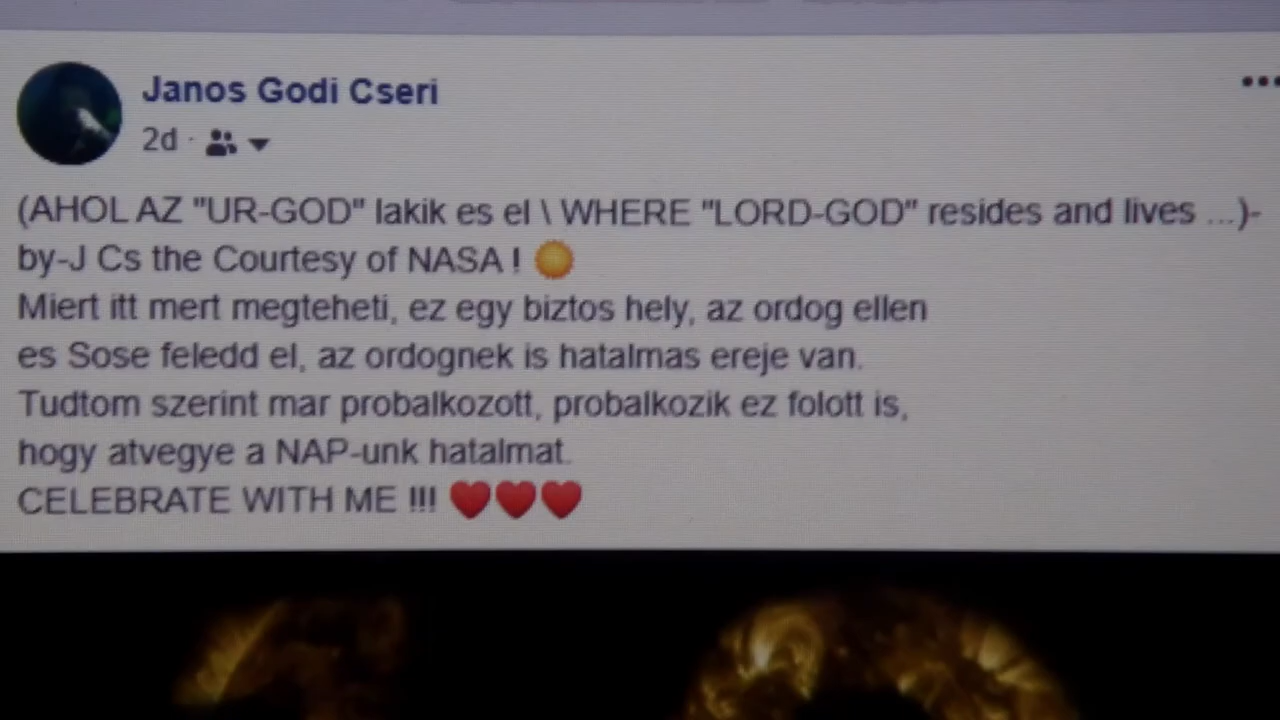 Janos Godi Cseri
2d ·
(AHOL AZ "UR-GOD" lakik es el \ WHERE "LORD-GOD" resides and lives ...)-
by-J Cs the Courtesy of NASA !
Miert itt mert megteheti, ez egy biztos hely, az ordog ellen
es Sose feledd el, az ordognek is hatalmas ereje van.
Tudtom szerint mar probalkozott, probalkozik ez folott is,
hogy atvegye a NAP-unk hatalmat.
CELEBRATE WITH ME !!! ❤❤❤